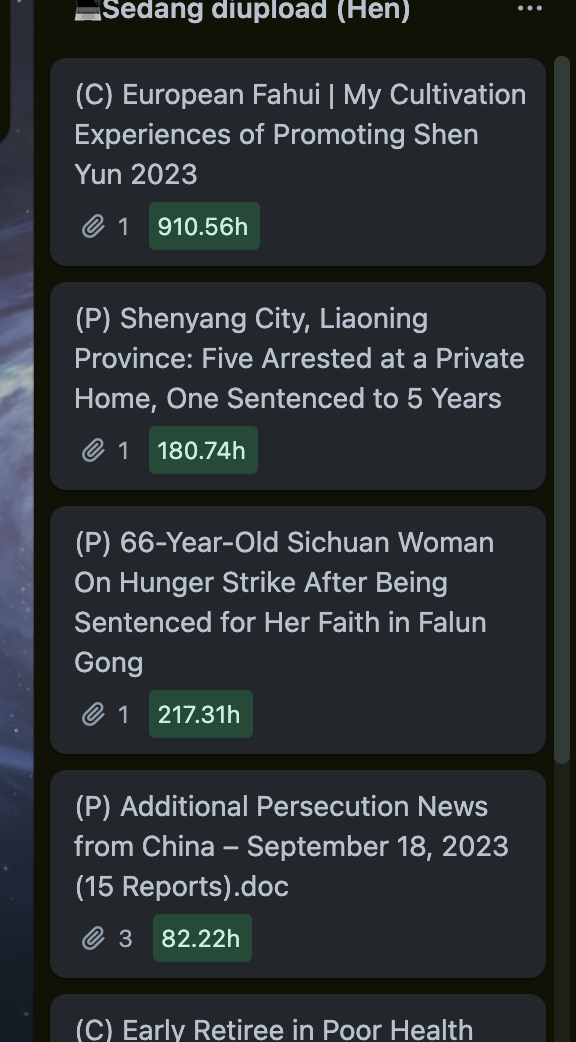 Sedang diupload (Hen)
(C) European Fahui | My Cultivation
Experiences of Promoting Shen
Yun 2023
1 910.56h
(P) Shenyang City, Liaoning
Province: Five Arrested at a Private
Home, One Sentenced to 5 Years
1 180.74h
(P) 66-Year-Old Sichuan Woman
On Hunger Strike After Being
Sentenced for Her Faith in Falun
Gong
1 217.31h
(P) Additional Persecution News
from China – September 18, 2023
(15 Reports).doc
3 82.22h
(C) Early Retiree in Poor Health